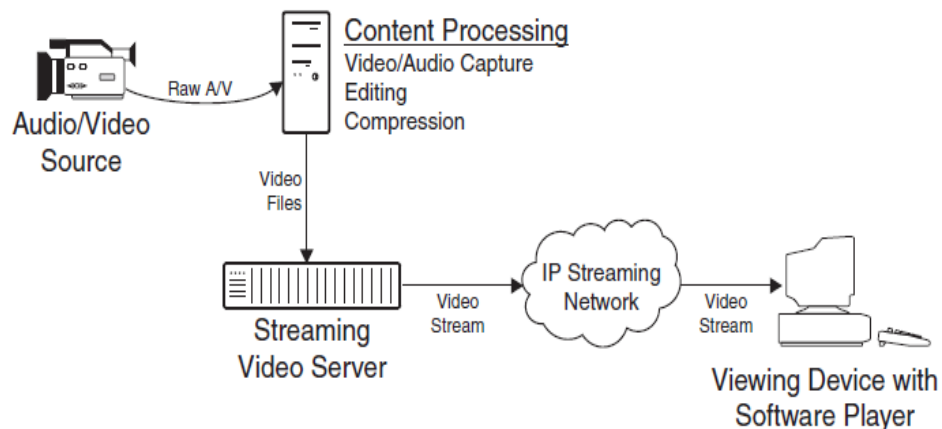 Content Processing
Video/Audio Capture
Editing
Compression
Raw A/V
Audio/Video
Source
Video
Files
IP Streaming
Network
Video
Stream
Video
Stream
Streaming
Video Server
Viewing Device with
Software Player